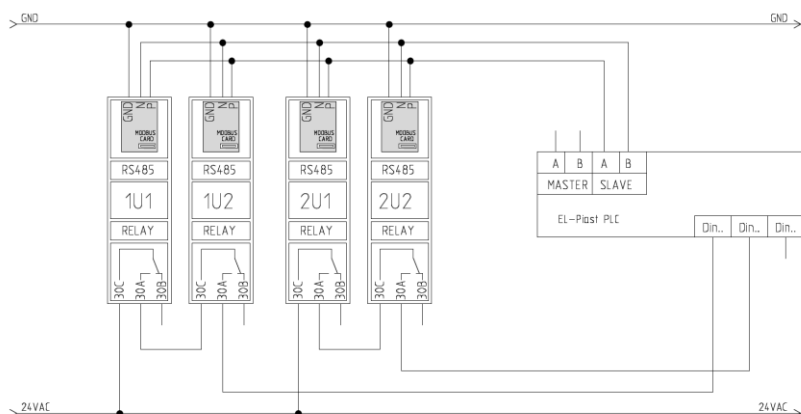 GND GND
GND N P GND N P GND N P GND N P
MODBUS CARD MODBUS CARD MODBUS CARD MODBUS CARD
A B A B
RS485 RS485 RS485 RS485
MASTER SLAVE
1U1 1U2 2U1 2U2
EL-Piast PLC
RELAY RELAY RELAY RELAY
Din.. Din.. Din..
30C 30A 30B 30C 30A 30B 30C 30A 30B 30C 30A 30B
24VAC 24VAC